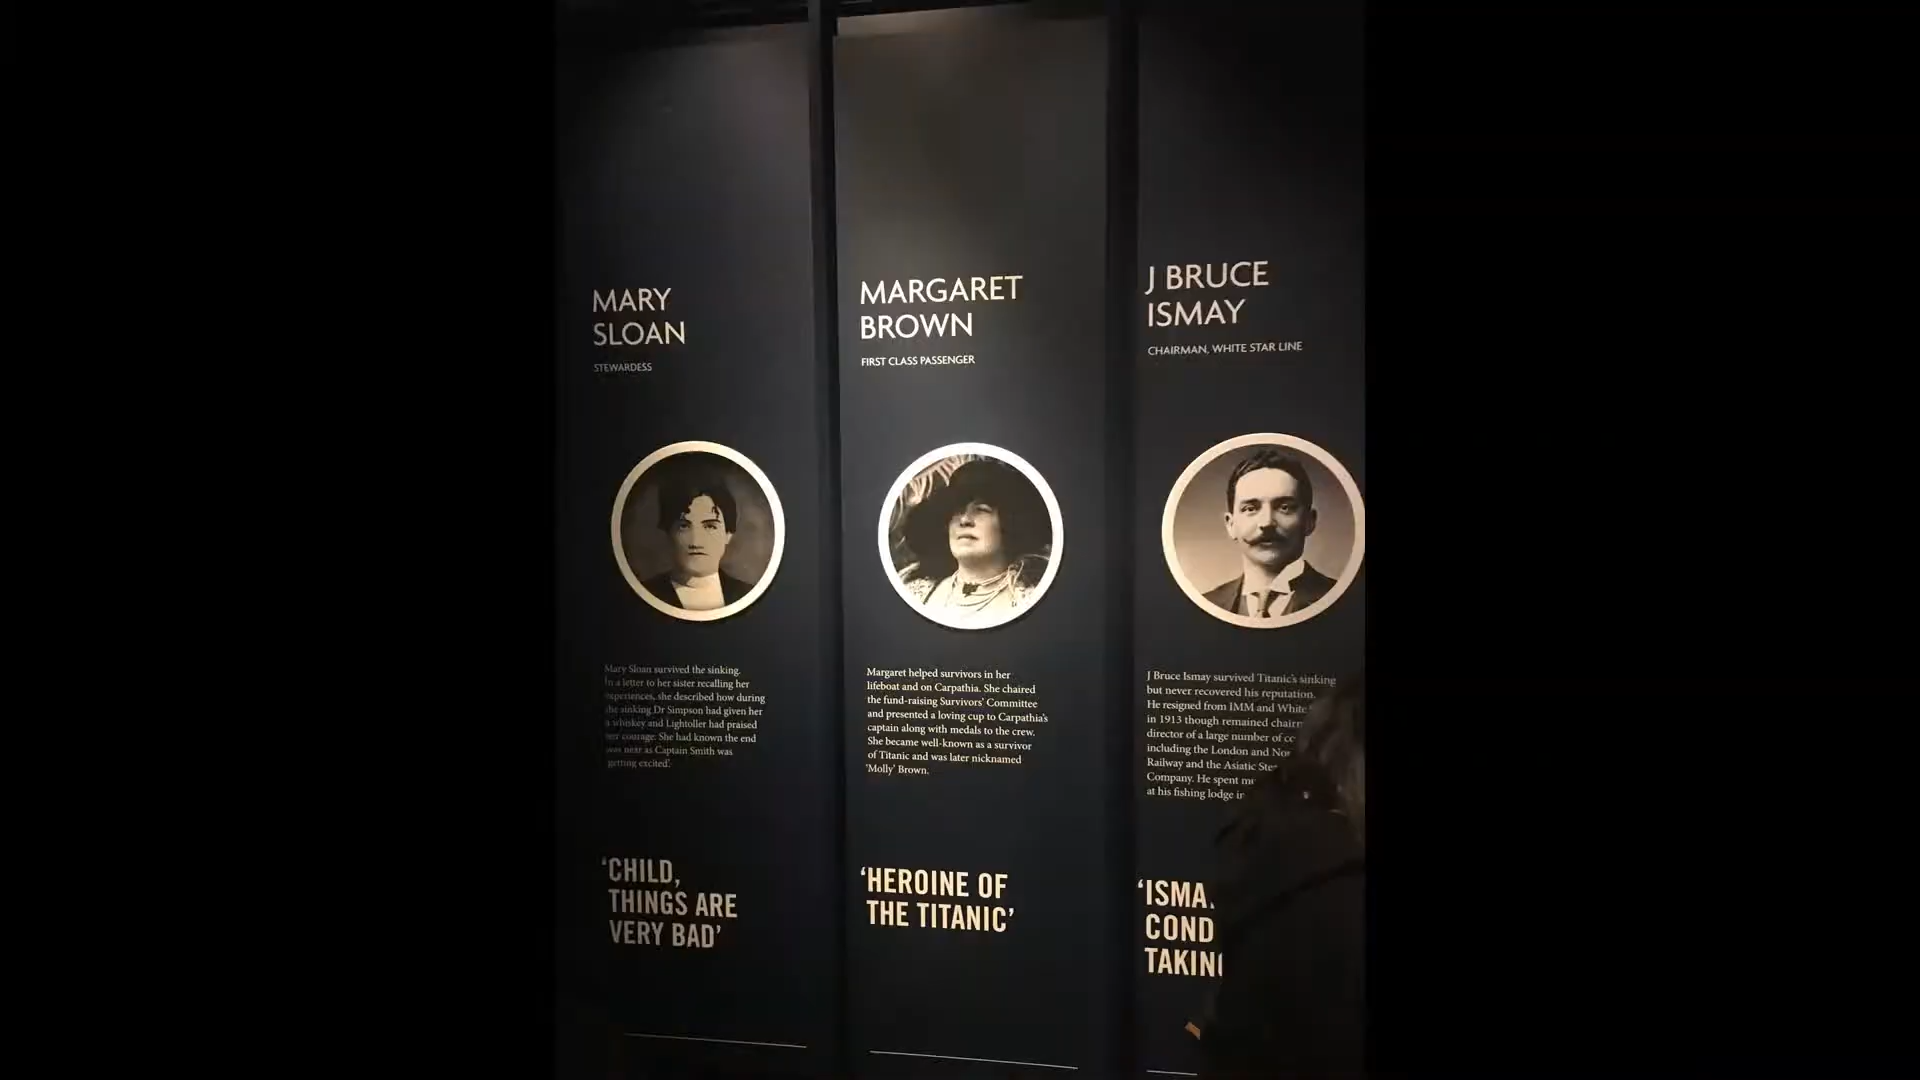 MARY
SLOAN
STEWARDESS
Mary Sloan survived the sinking.
In a letter to her sister recalling her
experiences, she described how during
the sinking Dr Simpson had given her
a whiskey and Lightoller had praised
her courage. She had known the end
was near as Captain Smith was
'getting excited'.
'CHILD,
THINGS ARE
VERY BAD'
MARGARET
BROWN
FIRST CLASS PASSENGER
Margaret helped survivors in her
lifeboat and on Carpathia. She chaired
the fund-raising Survivors' Committee
and presented a loving cup to Carpathia's
captain along with medals to the crew.
She became well-known as a survivor
of Titanic and was later nicknamed
'Molly' Brown.
'HEROINE OF
THE TITANIC'
J BRUCE
ISMAY
CHAIRMAN, WHITE STAR LINE
J Bruce Ismay survived Titanic's sinking
but never recovered his reputation.
He resigned from IMM and White
in 1913 though remained
director of a large number of
including the London and
Railway and the Asiatic
Company. He spent
at his fishing lodge